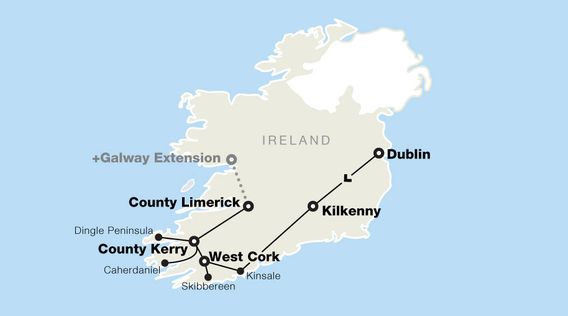 IRELAND
Dublin
+Galway Extension
County Limerick
Kilkenny
Dingle Peninsula
County Kerry
West Cork
Caherdaniel
Kinsale
Skibbereen